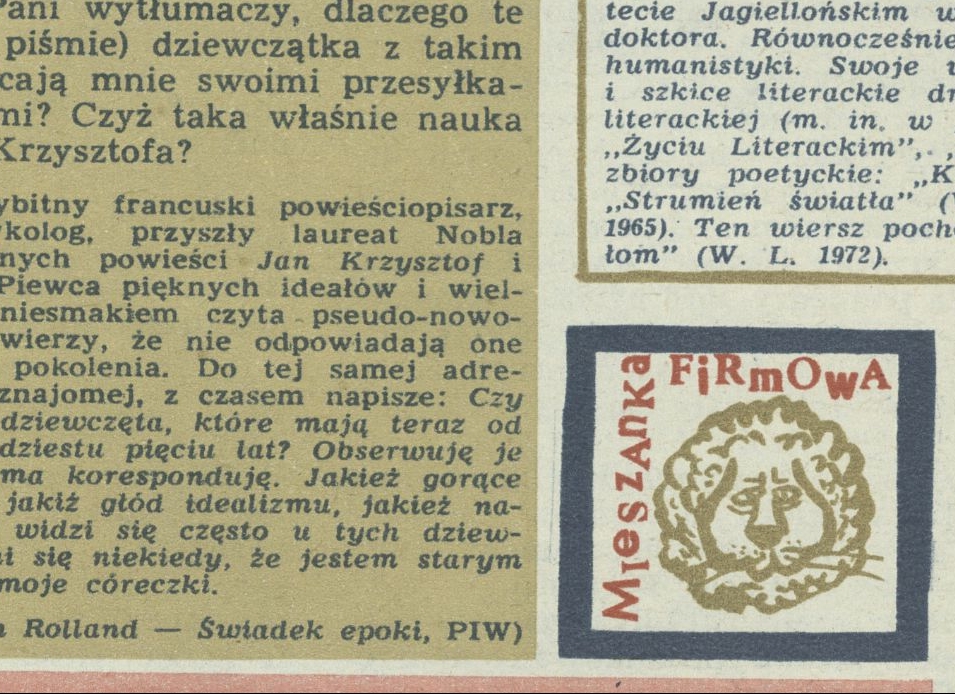 Pani wytłumaczy, dlaczego te
piśmie) dziewczątka z takim
cają mnie swoimi przesyłka-
mi? Czyż taka właśnie nauka
Krzysztofa?
ybitny francuski powieściopisarz,
ykolog, przyszły laureat Nobla
nych powieści Jan Krzysztof i
Piewca pięknych ideałów i wiel-
niesmakiem czyta pseudo-nowo-
wierzy, że nie odpowiadają one
pokolenia. Do tej samej adre-
znajomej, z czasem napisze: Czy
dziewczęta, które mają teraz od
dziestu pięciu lat? Obserwuję je
ma koresponduję. Jakież gorące
jakiż głód idealizmu, jakież na-
widzi się często u tych dziew-
ni się niekiedy, że jestem starym
moje córeczki.
n Rolland — Świadek epoki, PIW)
tecie Jagiellońskim w
doktora. Równocześnie
humanistyki. Swoje
i szkice literackie dr
literackiej (m. in. w
„Życiu Literackim”, „
zbiory poetyckie: „K
„Strumień światła” (W
1965). Ten wiersz poch
łom” (W. L. 1972).
MIESZANKA
FiRmOwA